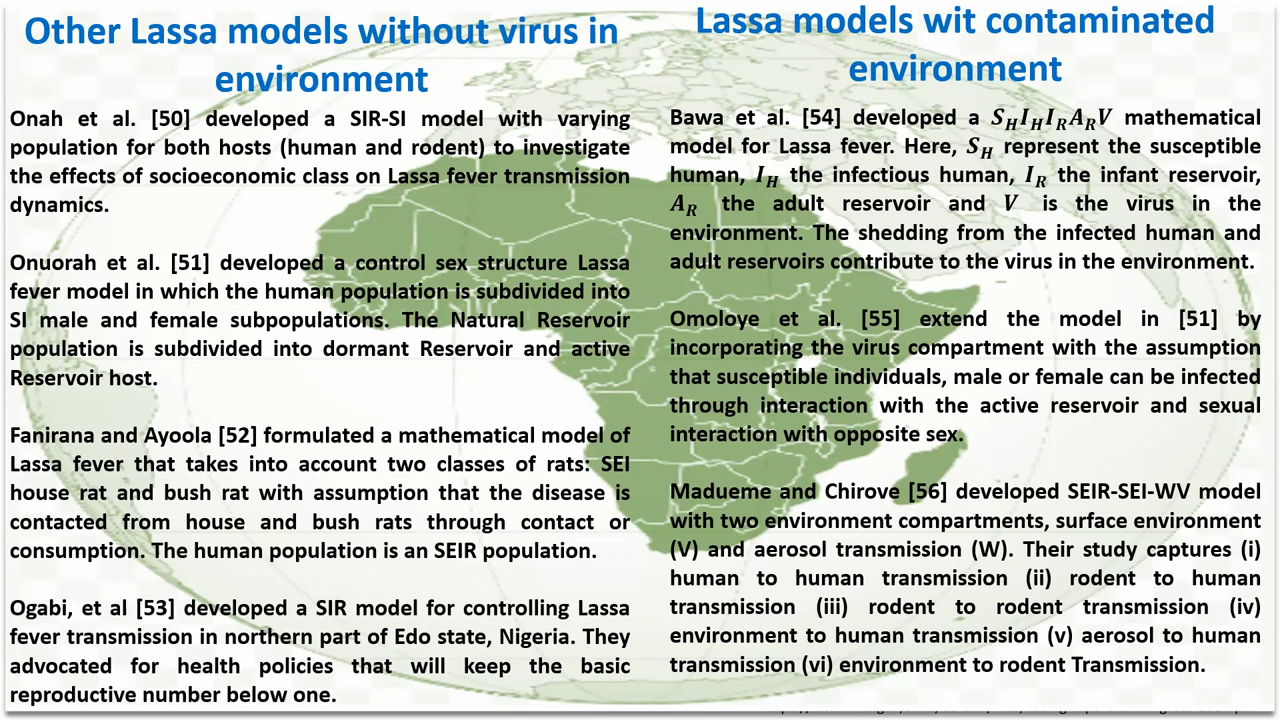 Other Lassa models without virus in
environment
Onah et al. [50] developed a SIR-SI model with varying
population for both hosts (human and rodent) to investigate
the effects of socioeconomic class on Lassa fever transmission
dynamics.
Onuorah et al. [51] developed a control sex structure Lassa
fever model in which the human population is subdivided into
SI male and female subpopulations. The Natural Reservoir
population is subdivided into dormant Reservoir and active
Reservoir host.
Fanirana and Ayoola [52] formulated a mathematical model of
Lassa fever that takes into account two classes of rats: SEI
house rat and bush rat with assumption that the disease is
contacted from house and bush rats through contact or
consumption. The human population is an SEIR population.
Ogabi, et al [53] developed a SIR model for controlling Lassa
fever transmission in northern part of Edo state, Nigeria. They
advocated for health policies that will keep the basic
reproductive number below one.
Lassa models wit contaminated
environment
Bawa et al. [54] developed a S_H I_H I_R A_R V mathematical
model for Lassa fever. Here, S_H represent the susceptible
human, I_H the infectious human, I_R the infant reservoir,
A_R the adult reservoir and V is the virus in the
environment. The shedding from the infected human and
adult reservoirs contribute to the virus in the environment.
Omoloye et al. [55] extend the model in [51] by
incorporating the virus compartment with the assumption
that susceptible individuals, male or female can be infected
through interaction with the active reservoir and sexual
interaction with opposite sex.
Madueme and Chirove [56] developed SEIR-SEI-WV model
with two environment compartments, surface environment
(V) and aerosol transmission (W). Their study captures (i)
human to human transmission (ii) rodent to human
transmission (iii) rodent to rodent transmission (iv)
environment to human transmission (v) aerosol to human
transmission (vi) environment to rodent Transmission.